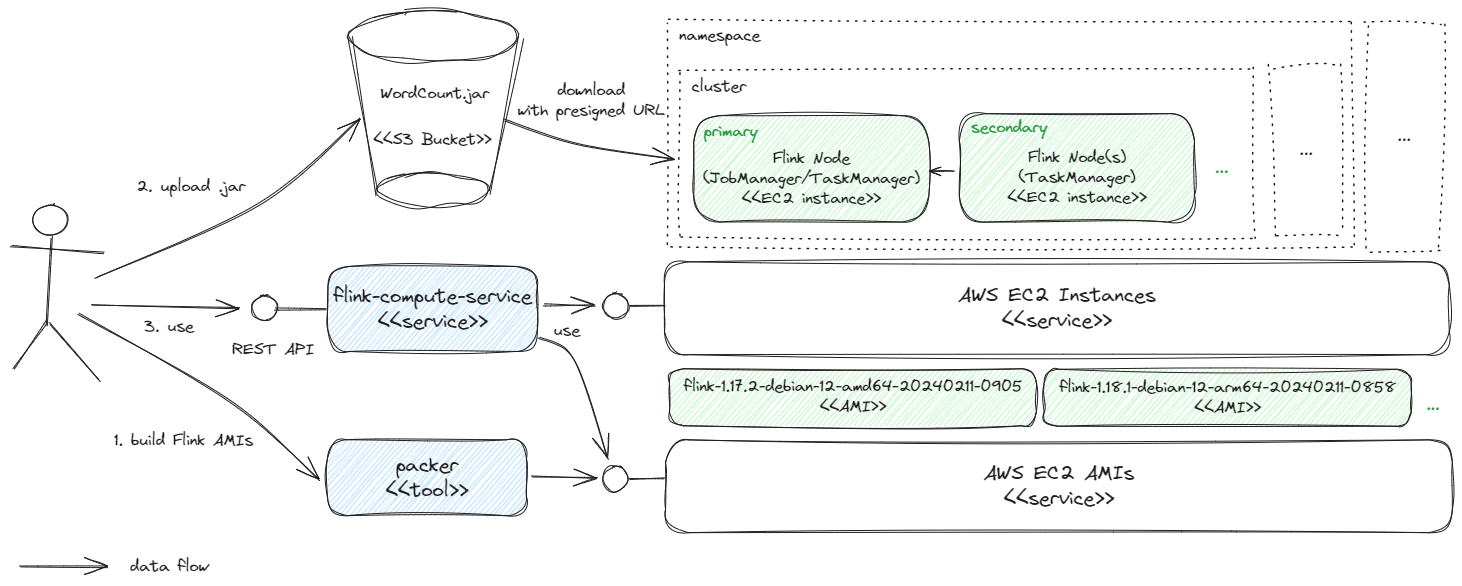 namespace
cluster
WordCount.jar
<<S3 Bucket>>
download
with presigned URL
primary
Flink Node
(JobManager/TaskManager)
<<EC2 instance>>
secondary
Flink Node(s)
(TaskManager)
<<EC2 instance>>
...
...
...
2. upload .jar
flink-compute-service
<<service>>
3. use
REST API
use
AWS EC2 Instances
<<service>>
flink-1.17.2-debian-12-amd64-20240211-0905
<<AMI>>
flink-1.18.1-debian-12-arm64-20240211-0858
<<AMI>>
...
1. build Flink AMIs
packer
<<tool>>
AWS EC2 AMIs
<<service>>
data flow